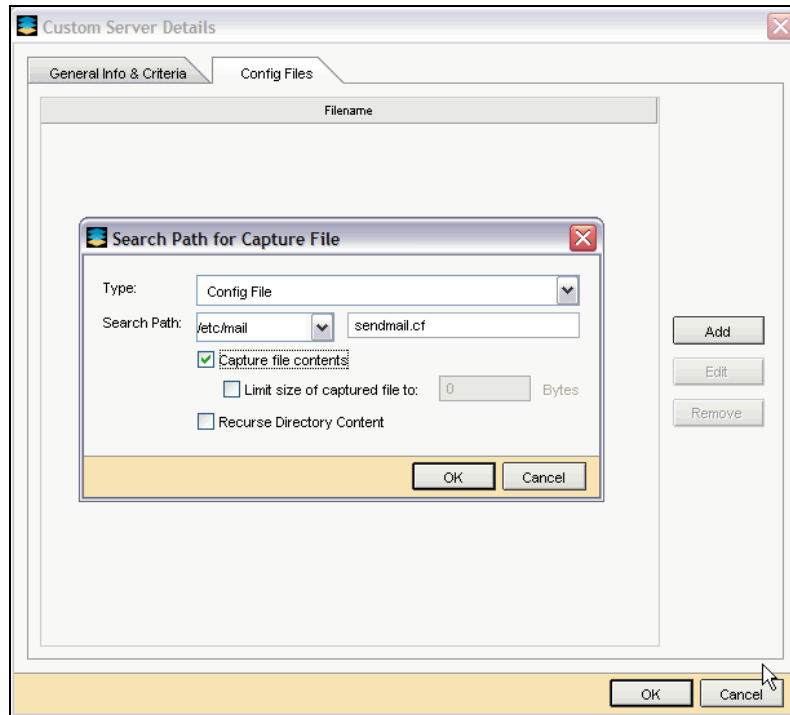 Custom Server Details
General Info & Criteria
Config Files
Filename
Search Path for Capture File
Type:
Config File
Search Path:
/etc/mail
sendmail.cf
Capture file contents
Limit size of captured file to:
0
Bytes
Recurse Directory Content
OK
Cancel
Add
Edit
Remove
OK
Cancel